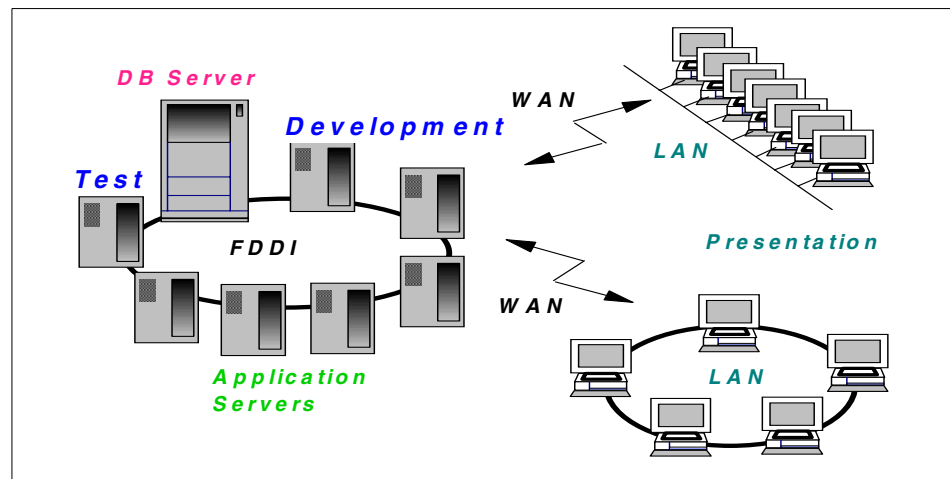 DB Server
WAN
Development
LAN
Test
FDDI
Presentation
WAN
Application
Servers
LAN